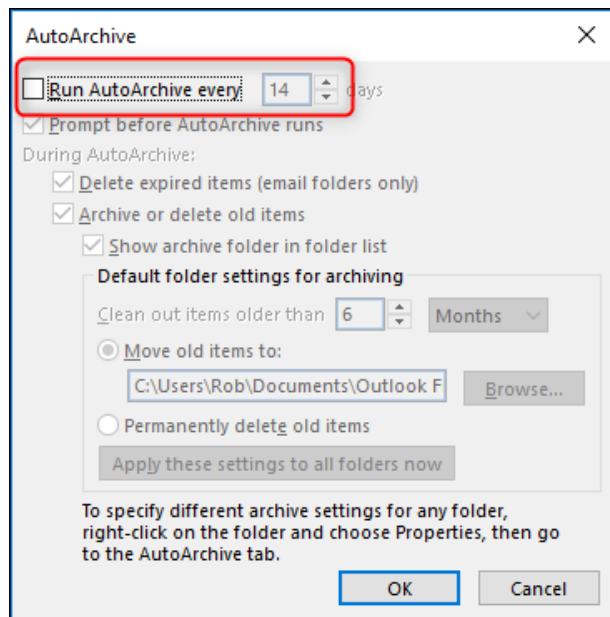 AutoArchive
Run AutoArchive every 14 days
Prompt before AutoArchive runs
During AutoArchive:
Delete expired items (email folders only)
Archive or delete old items
Show archive folder in folder list
Default folder settings for archiving
Clean out items older than 6 Months
Move old items to:
C:\Users\Rob\Documents\Outlook F Browse...
Permanently delete old items
Apply these settings to all folders now
To specify different archive settings for any folder,
right-click on the folder and choose Properties, then go
to the AutoArchive tab.
OK Cancel